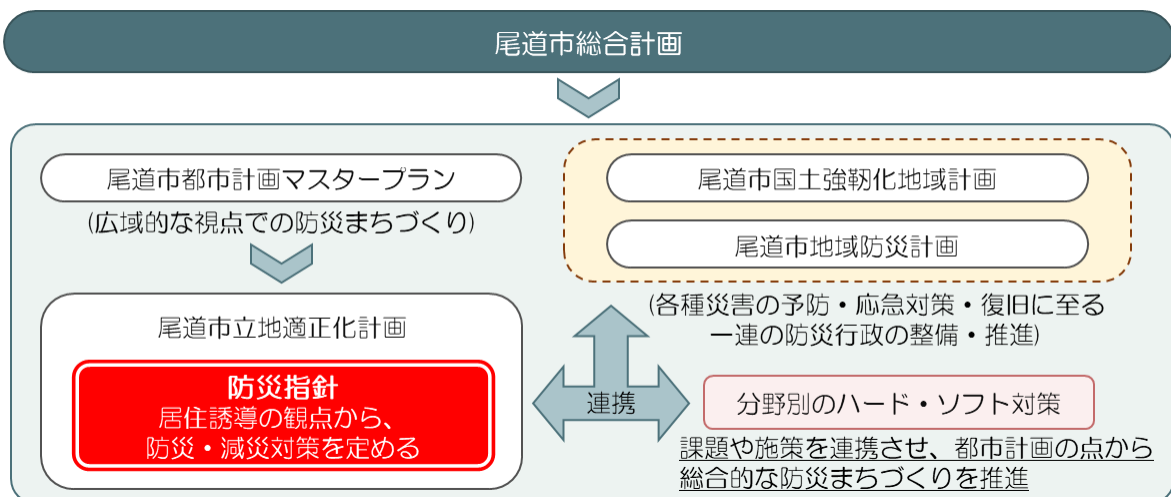 尾道市総合計画
尾道市都市計画マスタープラン
(広域的な視点での防災まちづくり)
尾道市立地適正化計画
防災指針
居住誘導の観点から、
防災・減災対策を定める
尾道市国土強靭化地域計画
尾道市地域防災計画
(各種災害の予防・応急対策・復旧に至る
一連の防災行政の整備・推進)
連携
分野別のハード・ソフト対策
課題や施策を連携させ、都市計画の点から
総合的な防災まちづくりを推進